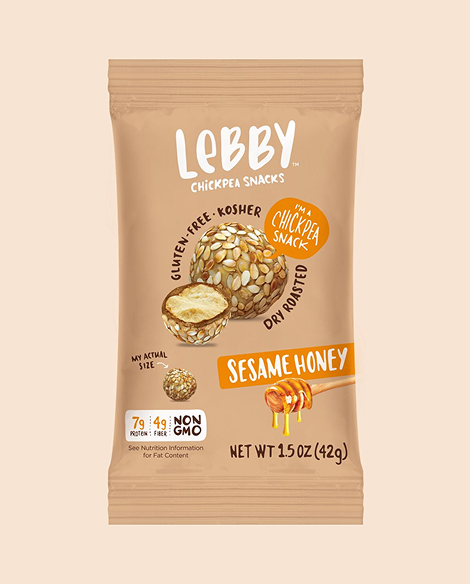 LeBBY™
CHiCKPEA SNACKS
GLUTEN-FREE · KOSHER
I'M A
CHICKPEA
SNACK
DRY ROASTED
MY ACTUAL
SIZE
SESAME HONEY
7g
PROTEIN
4g
FIBER
NON
GMO
See Nutrition Information
for Fat Content
NET WT 1.5 OZ (42g)